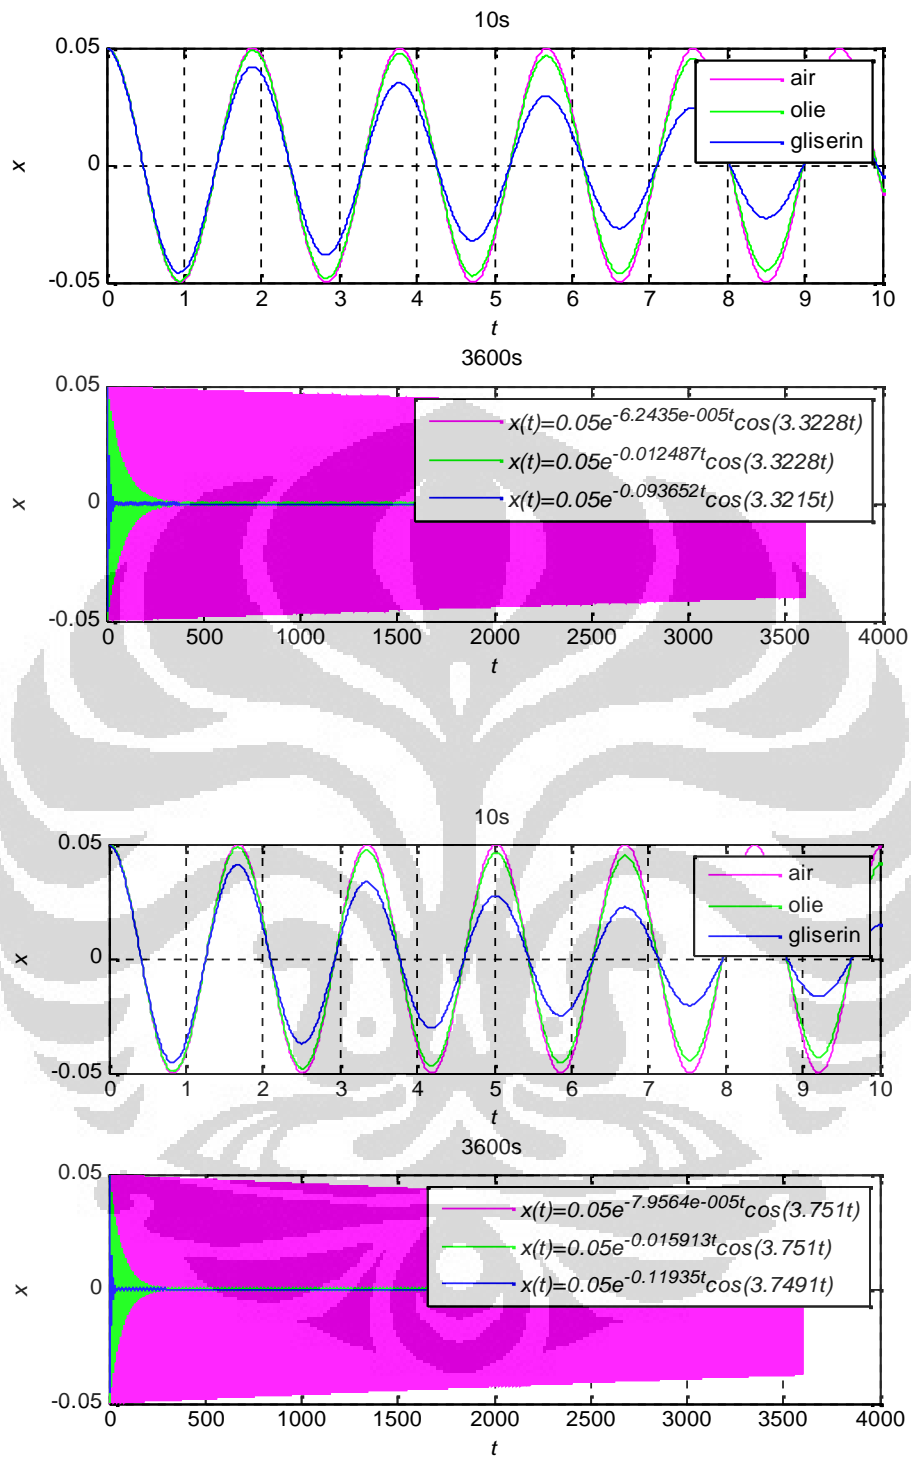 10s
0.05
air
olie
gliserin
x
0
-0.05
0 1 2 3 4 5 6 7 8 9 10
t
3600s
0.05
x(t)=0.05e^-6.2435e-005t cos(3.3228t)
x(t)=0.05e^-0.012487t cos(3.3228t)
x(t)=0.05e^-0.093652t cos(3.3215t)
x
0
-0.05
0 500 1000 1500 2000 2500 3000 3500 4000
t
10s
0.05
air
olie
gliserin
x
0
-0.05
0 1 2 3 4 5 6 7 8 9 10
t
3600s
0.05
x(t)=0.05e^-7.9564e-005t cos(3.751t)
x(t)=0.05e^-0.015913t cos(3.751t)
x(t)=0.05e^-0.11935t cos(3.7491t)
x
0
-0.05
0 500 1000 1500 2000 2500 3000 3500 4000
t